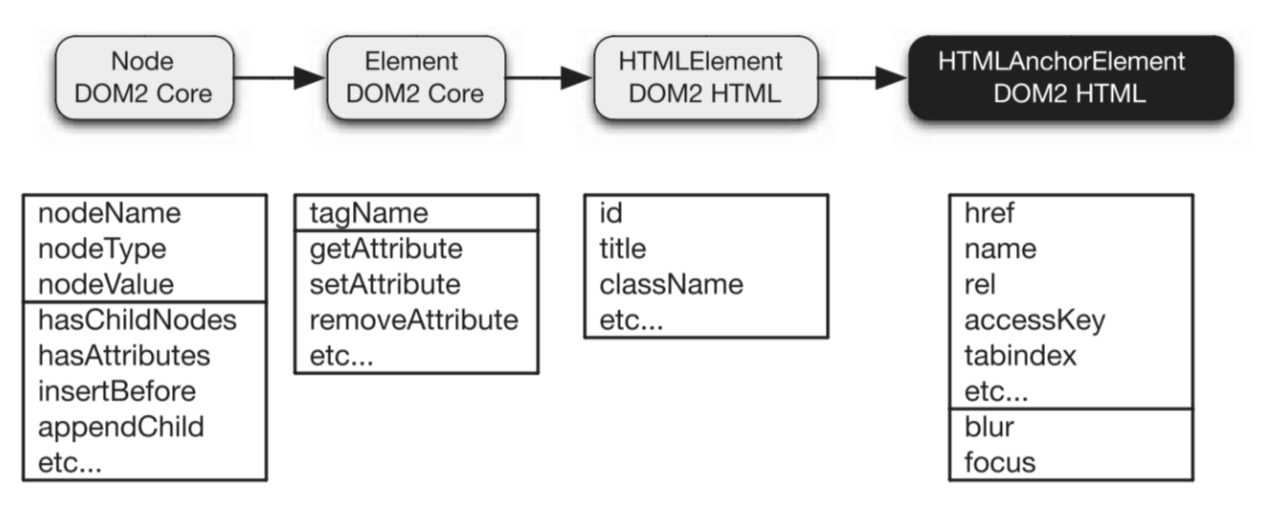 Node
DOM2 Core
Element
DOM2 Core
HTMLElement
DOM2 HTML
HTMLAnchorElement
DOM2 HTML
nodeName
nodeType
nodeValue
hasChildNodes
hasAttributes
insertBefore
appendChild
etc...
tagName
getAttribute
setAttribute
removeAttribute
etc...
id
title
className
etc...
href
name
rel
accessKey
tabindex
etc...
blur
focus